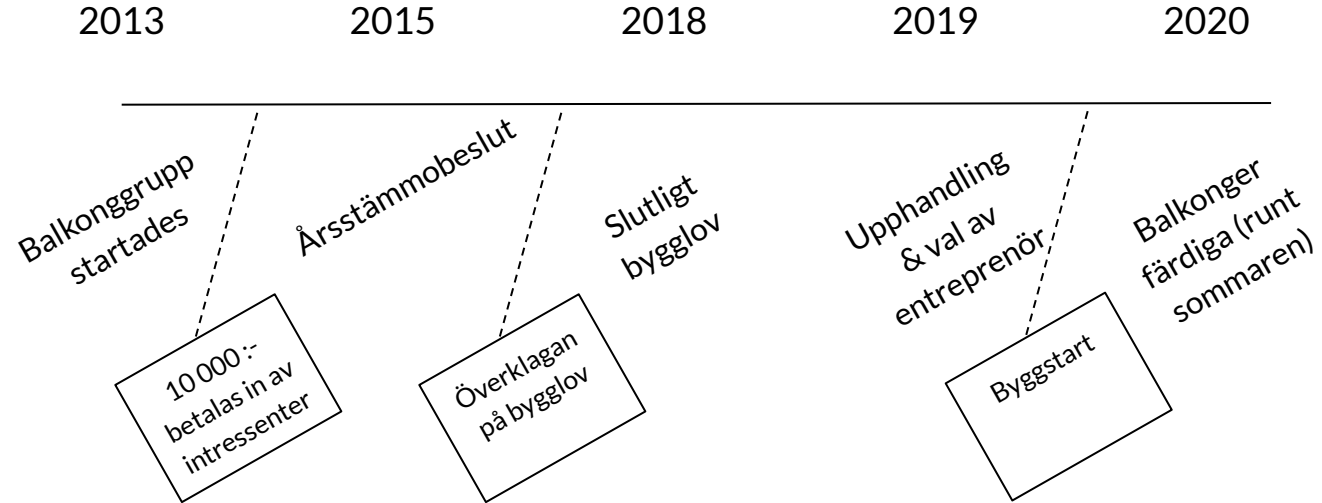 2013
2015
2018
2019
2020
Balkonggrupp
startades
Årsstämmobeslut
Slutligt
bygglov
Upphandling
& val av
entreprenör
Balkonger
färdiga (runt
sommaren)
10 000 :-
betalas in av
intressenter
Överklagan
på bygglov
Byggstart